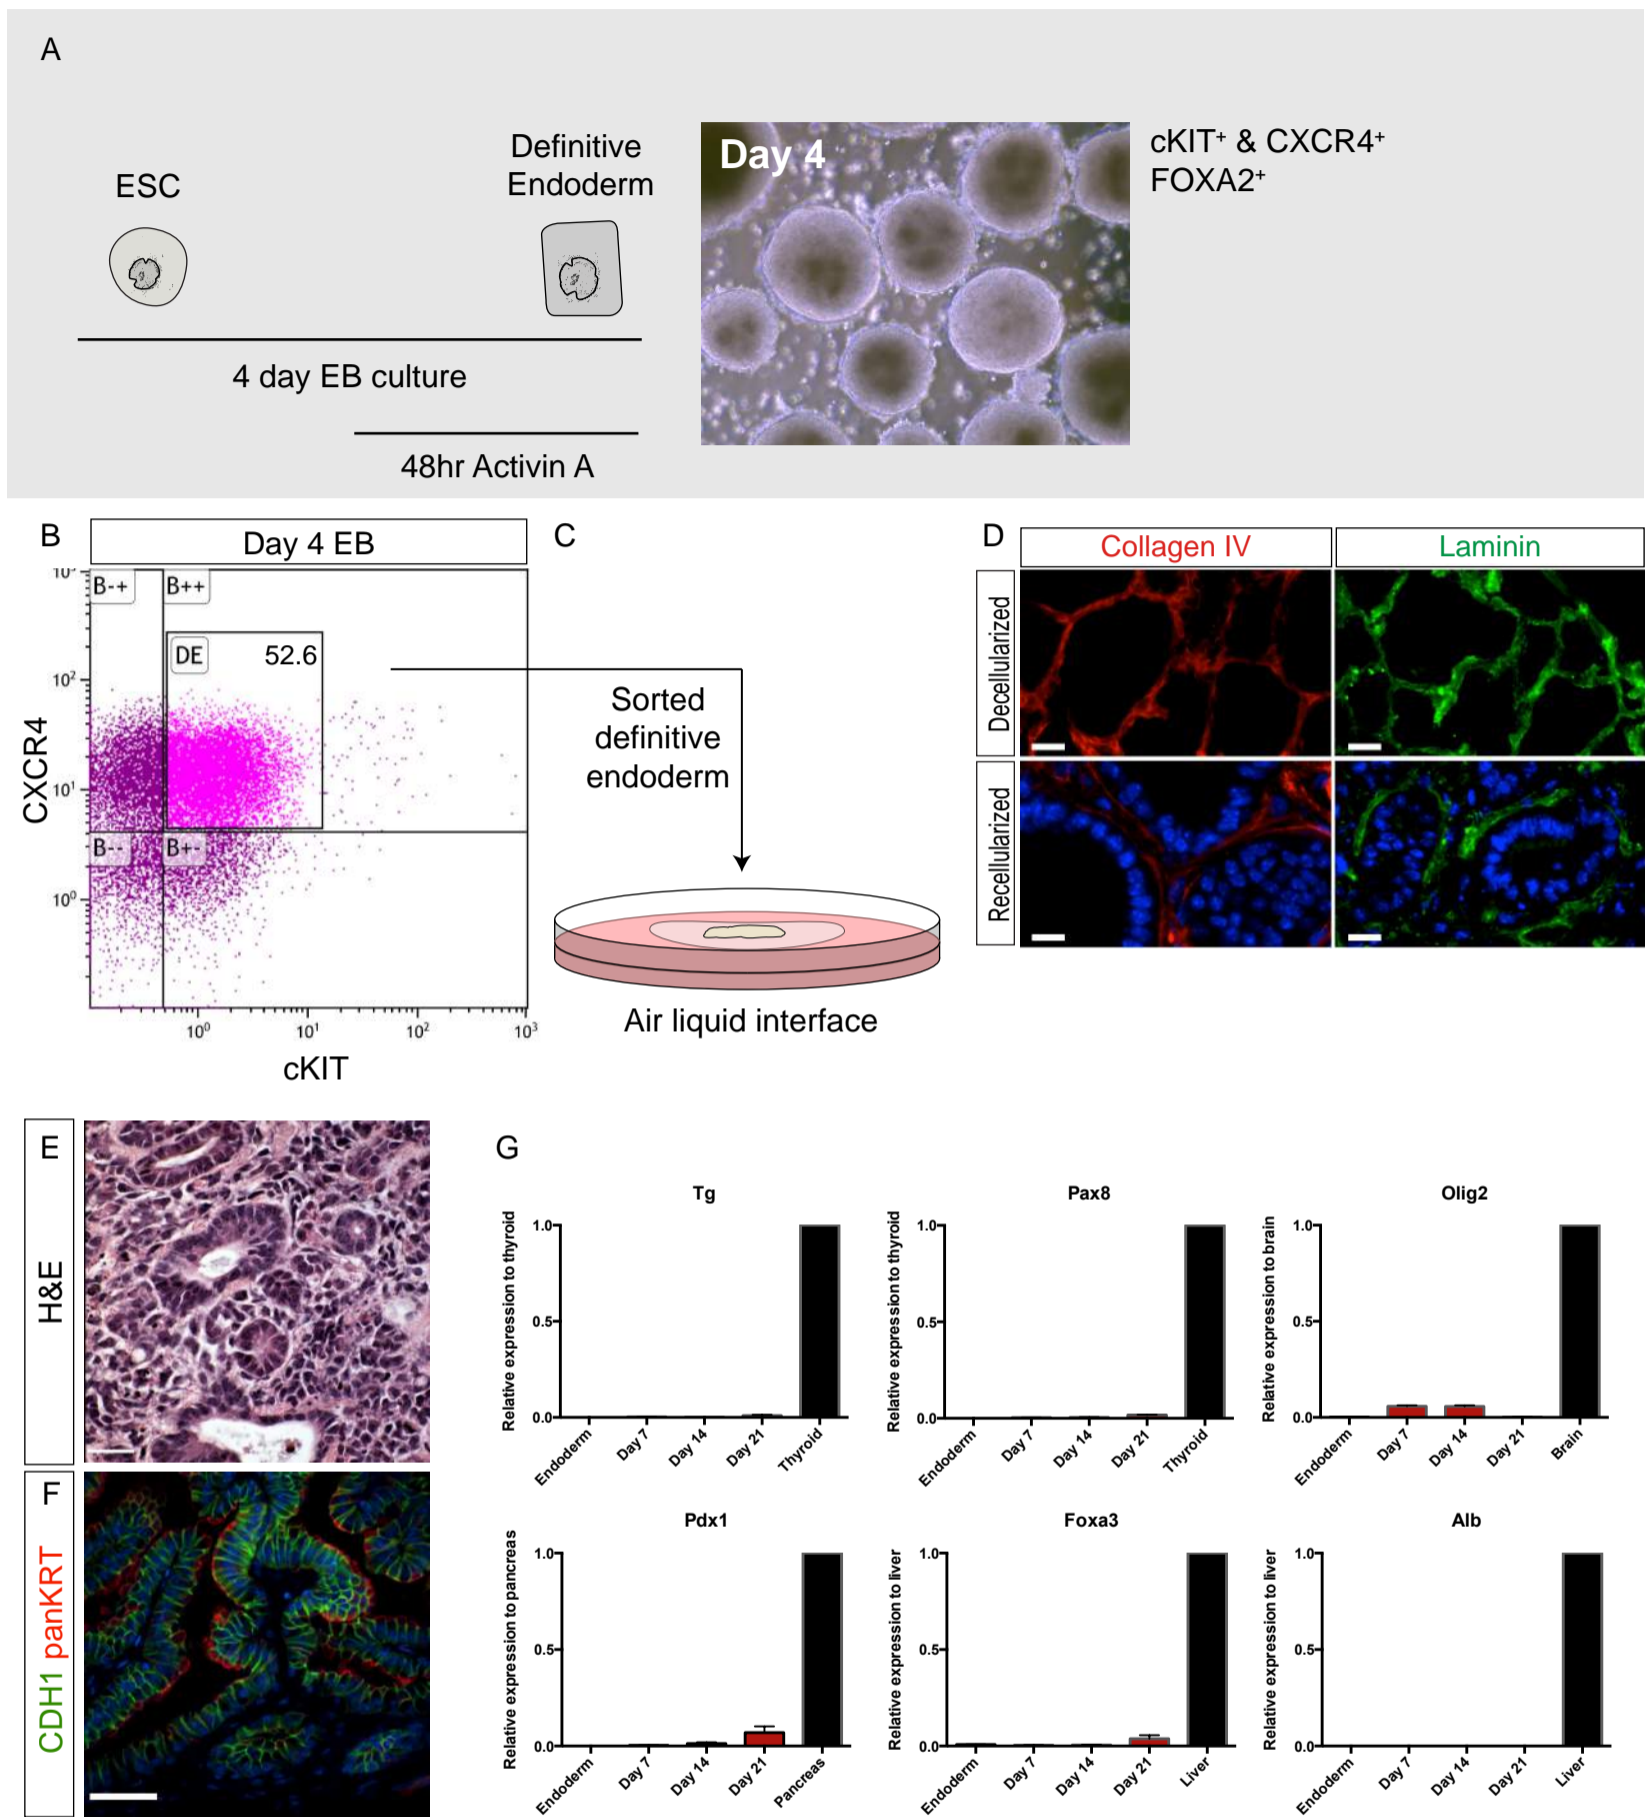 A
ESC
Definitive
Endoderm
4 day EB culture
48hr Activin A
Day 4
cKIT+ & CXCR4+
FOXA2+
B
Day 4 EB
CXCR4
10³
10²
10¹
10⁰
B-+
B++
DE
52.6
B--
B+-
10⁰
10¹
10²
10³
cKIT
C
Sorted
definitive
endoderm
Air liquid interface
D
Collagen IV
Laminin
Decellularized
Recellularized
E
H&E
F
CDH1 panKRT
G
Tg
Relative expression to thyroid
1.0
0.5
0.0
Endoderm
Day 7
Day 14
Day 21
Thyroid
Pax8
Relative expression to thyroid
1.0
0.5
0.0
Endoderm
Day 7
Day 14
Day 21
Thyroid
Olig2
Relative expression to brain
1.0
0.5
0.0
Endoderm
Day 7
Day 14
Day 21
Brain
Pdx1
Relative expression to pancreas
1.0
0.5
0.0
Endoderm
Day 7
Day 14
Day 21
Pancreas
Foxa3
Relative expression to liver
1.0
0.5
0.0
Endoderm
Day 7
Day 14
Day 21
Liver
Alb
Relative expression to liver
1.0
0.5
0.0
Endoderm
Day 7
Day 14
Day 21
Liver